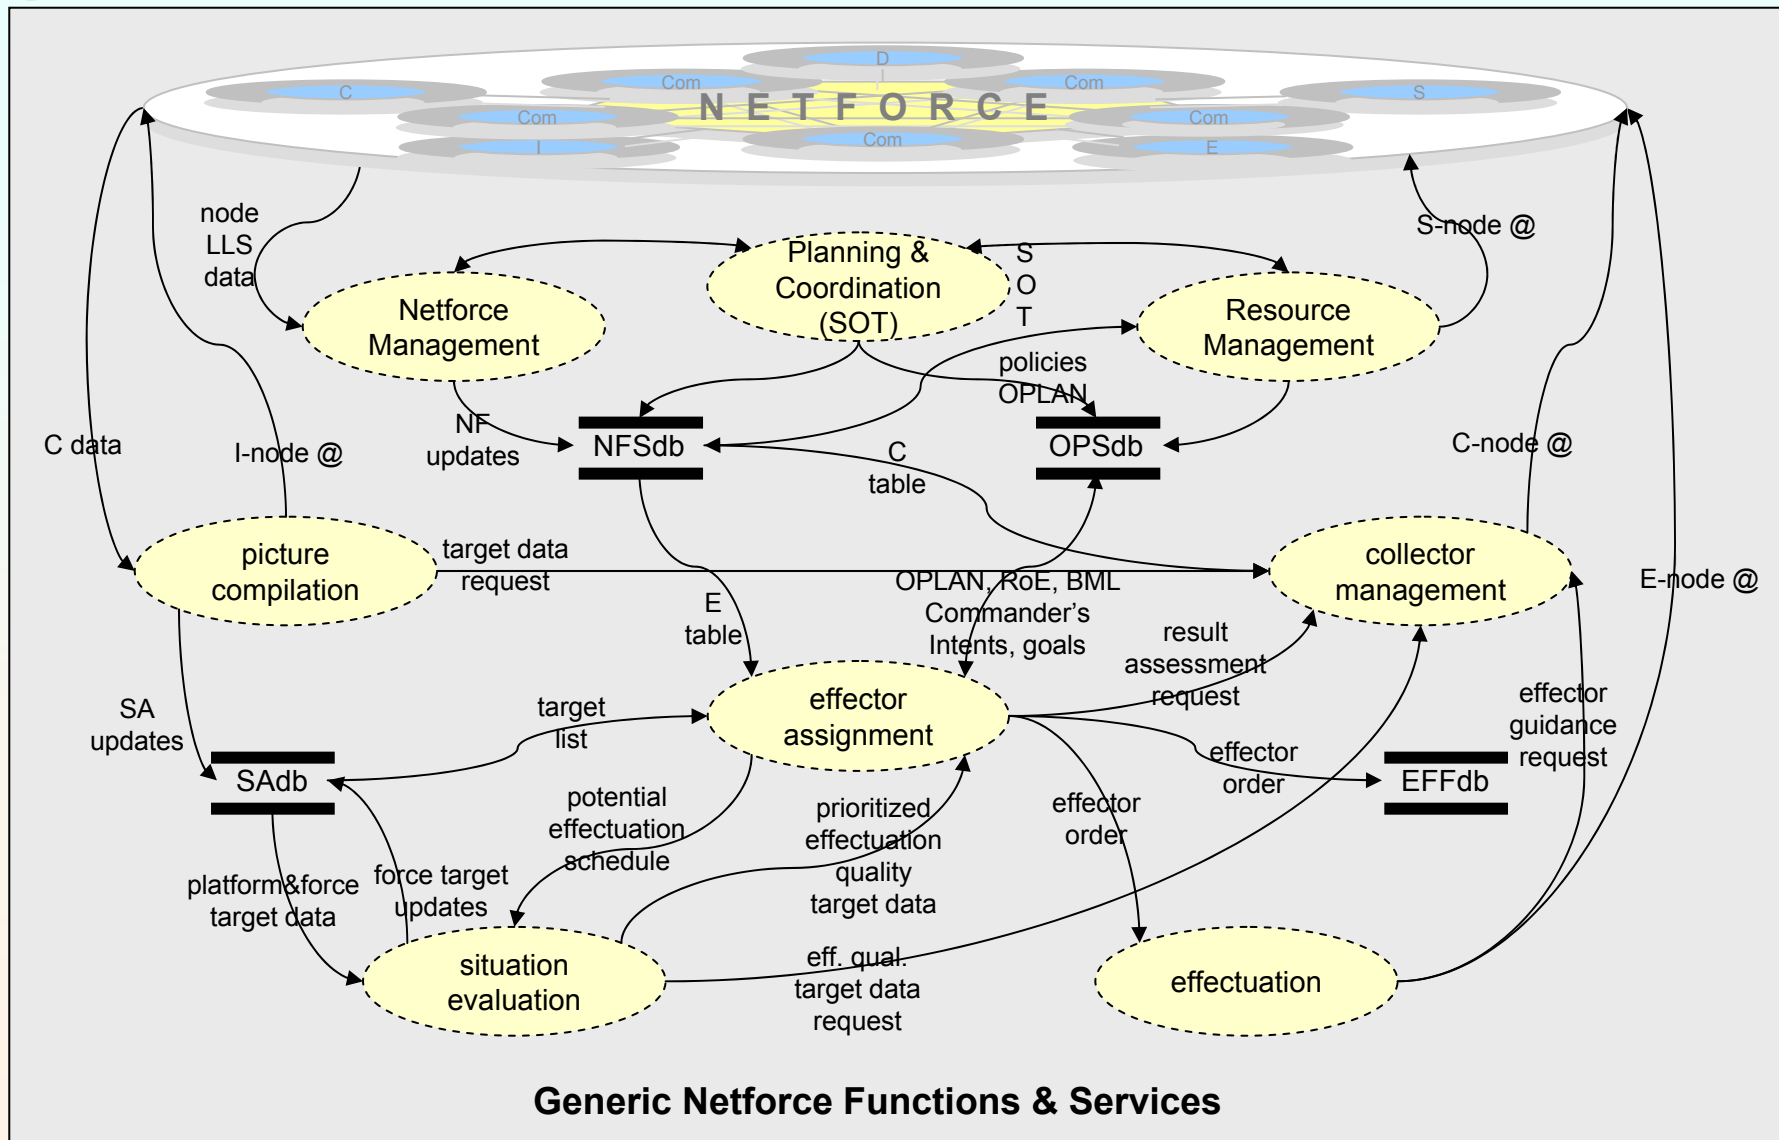 D
Com
Com
C
S
NETFORCE
Com
Com
Com
I
E
node
LLS
data
S-node @
Planning &
Coordination
(SOT)
S
O
T
Netforce
Management
Resource
Management
policies
OPLAN
C data
I-node @
NF
updates
NFSdb
C
table
OPSdb
C-node @
picture
compilation
target data
request
collector
management
E-node @
OPLAN, RoE, BML
Commander's
Intents, goals
E
table
result
assessment
request
SA
updates
target
list
effector
assignment
effector
guidance
request
SAdb
effector
order
EFFdb
potential
effectuation
schedule
prioritized
effectuation
quality
target data
effector
order
platform&force
target data
force target
updates
situation
evaluation
eff. qual.
target data
request
effectuation
Generic Netforce Functions & Services